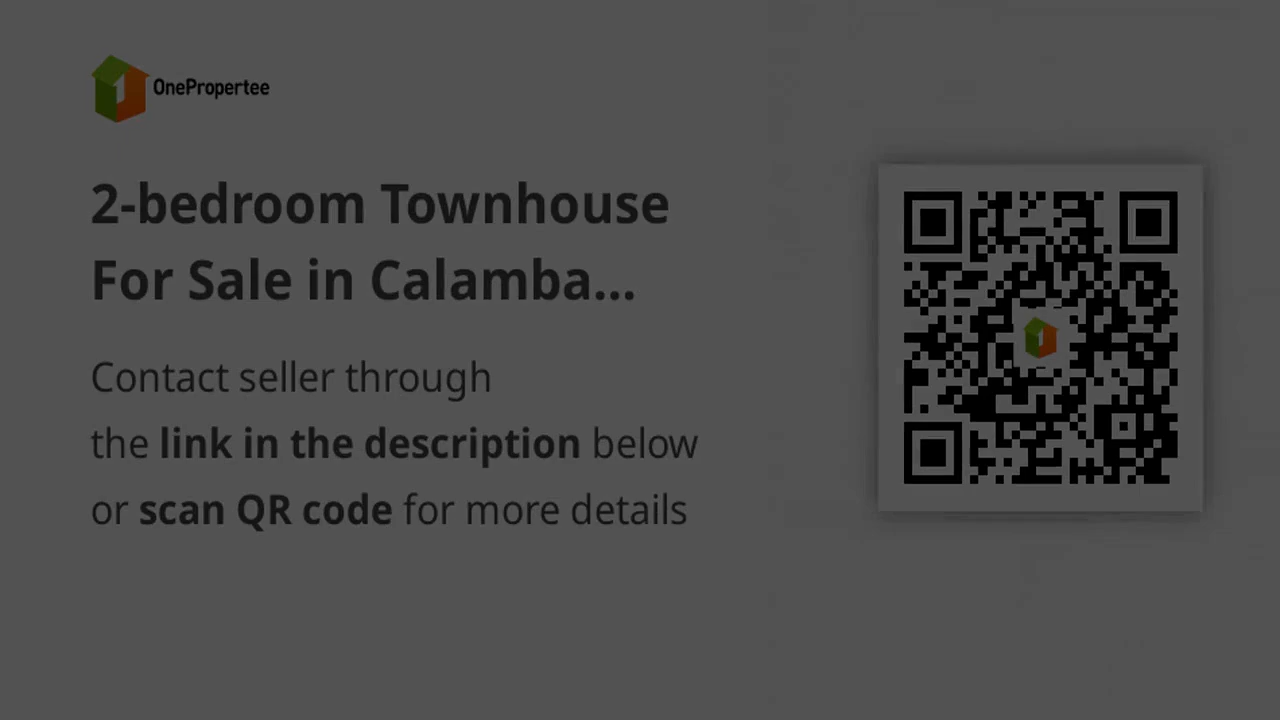 OnePropertee
2-bedroom Townhouse
For Sale in Calamba...
Contact seller through
the link in the description below
or scan QR code for more details